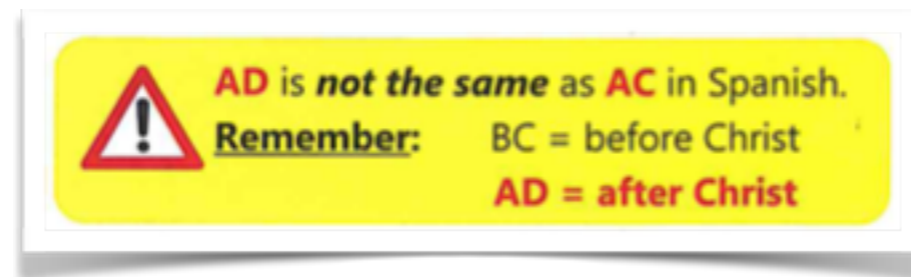 AD is not the same as AC in Spanish.
Remember: BC = before Christ
AD = after Christ